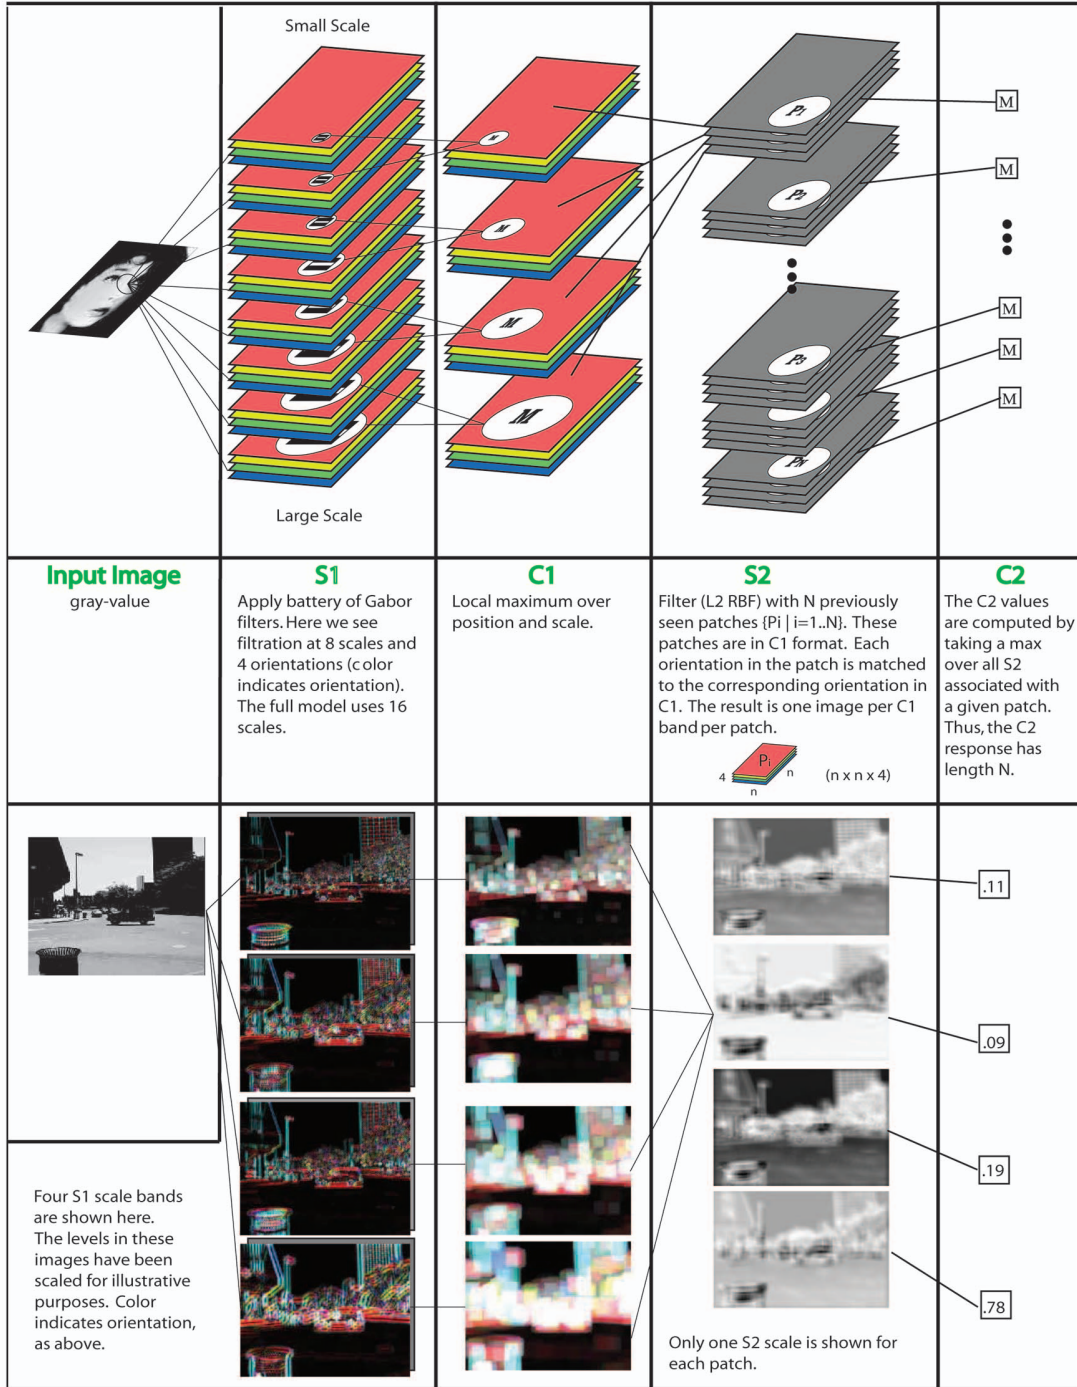 Small Scale
M
M
M
M
Large Scale
P1
P2
P3
PN
M
M
M
M
M
Input Image
gray-value
S1
Apply battery of Gabor
filters. Here we see
filtration at 8 scales and
4 orientations (color
indicates orientation).
The full model uses 16
scales.
C1
Local maximum over
position and scale.
S2
Filter (L2 RBF) with N previously
seen patches {Pi | i=1..N}. These
patches are in C1 format. Each
orientation in the patch is matched
to the corresponding orientation in
C1. The result is one image per C1
band per patch.
Pi
4
n
n
(n x n x 4)
C2
The C2 values
are computed by
taking a max
over all S2
associated with
a given patch.
Thus, the C2
response has
length N.
Four S1 scale bands
are shown here.
The levels in these
images have been
scaled for illustrative
purposes. Color
indicates orientation,
as above.
Only one S2 scale is shown for
each patch.
.11
.09
.19
.78